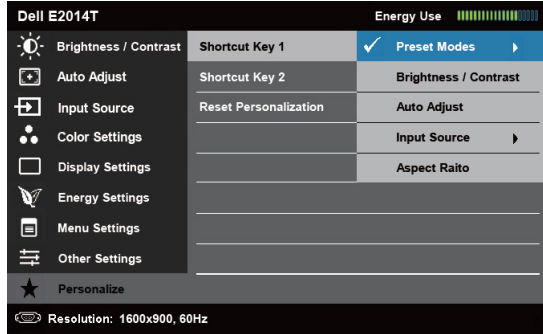 Dell E2014T
Energy Use
Brightness / Contrast
Shortcut Key 1
Preset Modes
Auto Adjust
Shortcut Key 2
Brightness / Contrast
Input Source
Reset Personalization
Auto Adjust
Color Settings
Input Source
Display Settings
Aspect Raito
Energy Settings
Menu Settings
Other Settings
Personalize
Resolution: 1600x900, 60Hz